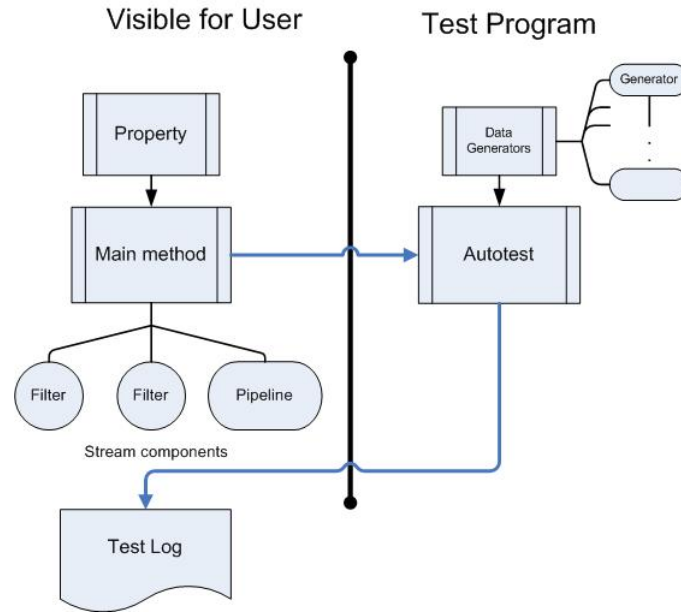 Visible for User
Test Program
Property
Data
Generators
Generator
.
.
Main method
Autotest
Filter
Filter
Pipeline
Stream components
Test Log